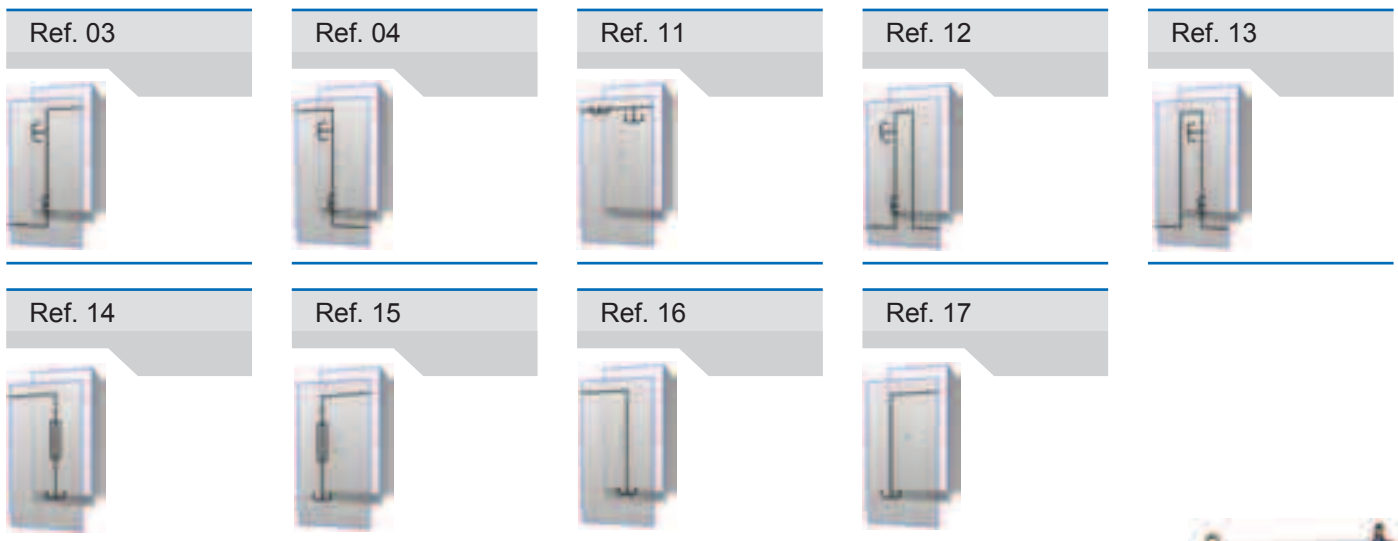 Ref. 03
Ref. 04
Ref. 11
Ref. 12
Ref. 13
Ref. 14
Ref. 15
Ref. 16
Ref. 17